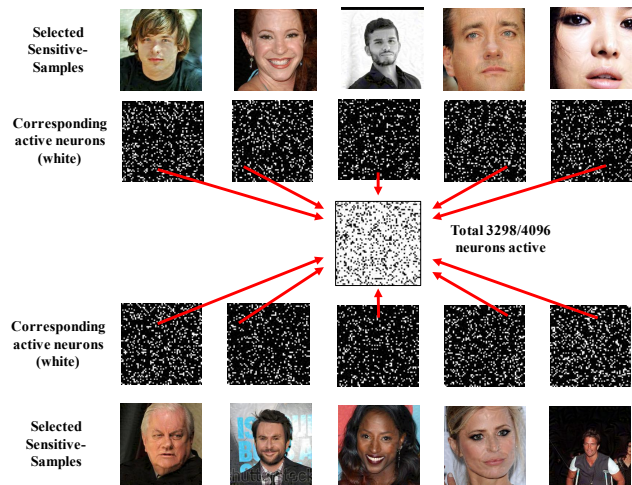 Selected
Sensitive-
Samples
Corresponding
active neurons
(white)
Total 3298/4096
neurons active
Corresponding
active neurons
(white)
Selected
Sensitive-
Samples
shutterstock